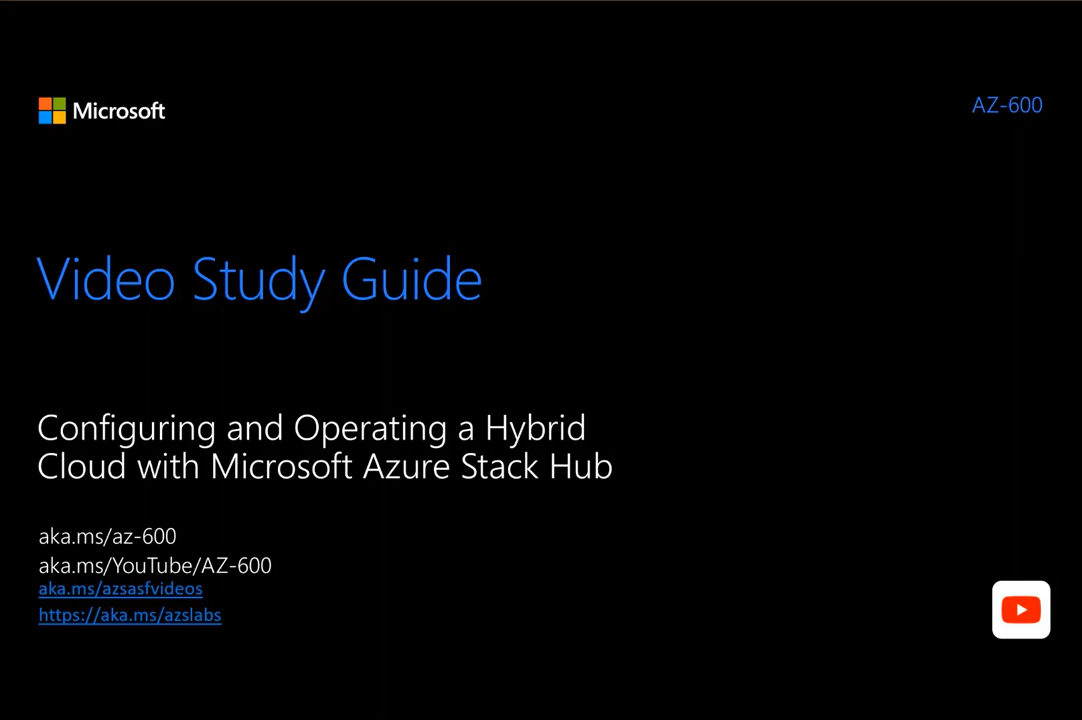 Microsoft
AZ-600
Video Study Guide
Configuring and Operating a Hybrid
Cloud with Microsoft Azure Stack Hub
aka.ms/az-600
aka.ms/YouTube/AZ-600
aka.ms/azsasfvideos
https://aka.ms/azslabs